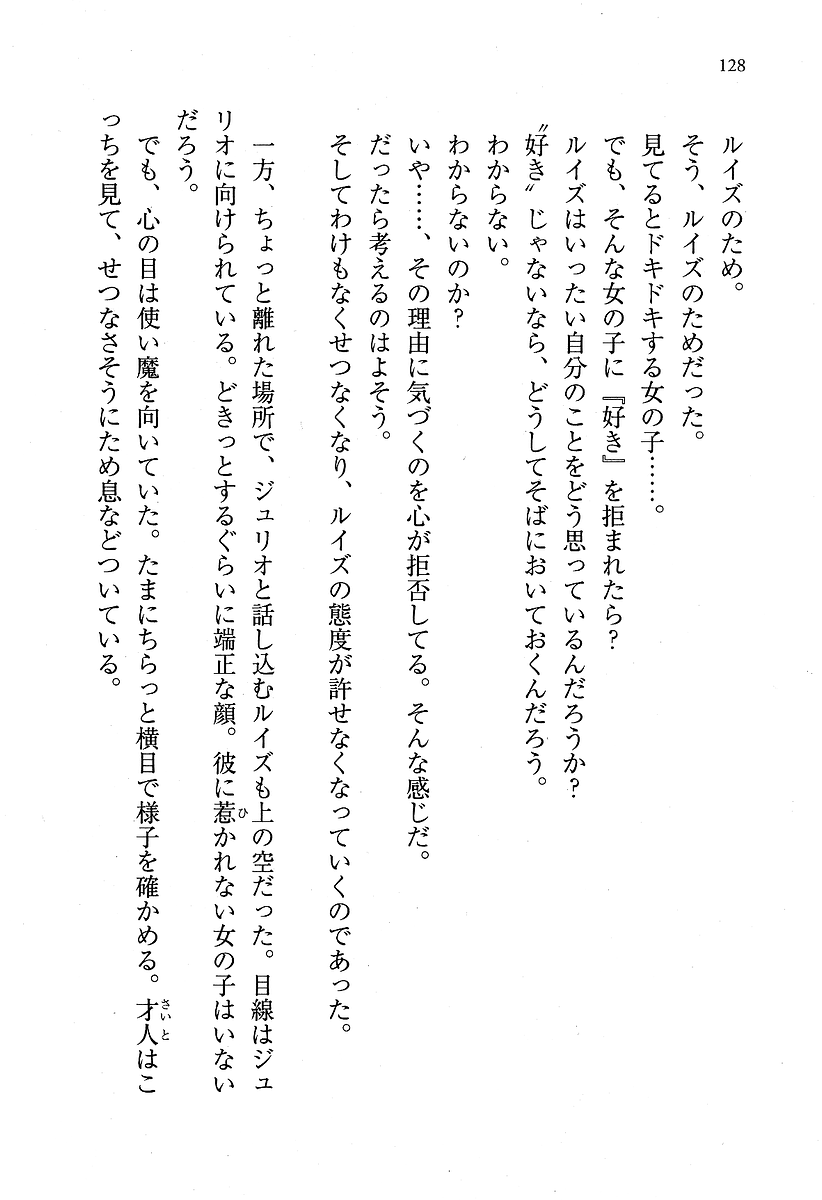 128
ルイズのため。
そう、ルイズのためだった。
見てるとドキドキする女の子……。
でも、そんな女の子に『好き』を拒まれたら？
ルイズはいったい自分のことをどう思っているんだろうか？
〝好き〟じゃないなら、どうしてそばにおいておくんだろう。
わからない。
わからないのか？
いや……、その理由に気づくのを心が拒否してる。そんな感じだ。
だったら考えるのはよそう。
そしてわけもなくせつなくなり、ルイズの態度が許せなくなっていくのであった。
一方、ちょっと離れた場所で、ジュリオと話し込むルイズも上の空だった。目線はジュ
リオに向けられている。どきっとするぐらいに端正な顔。彼に惹かれない女の子はいない
だろう。
でも、心の目は使い魔を向いていた。たまにちらっと横目で様子を確かめる。才人はこ
っちを見て、せつなさそうにため息などついている。